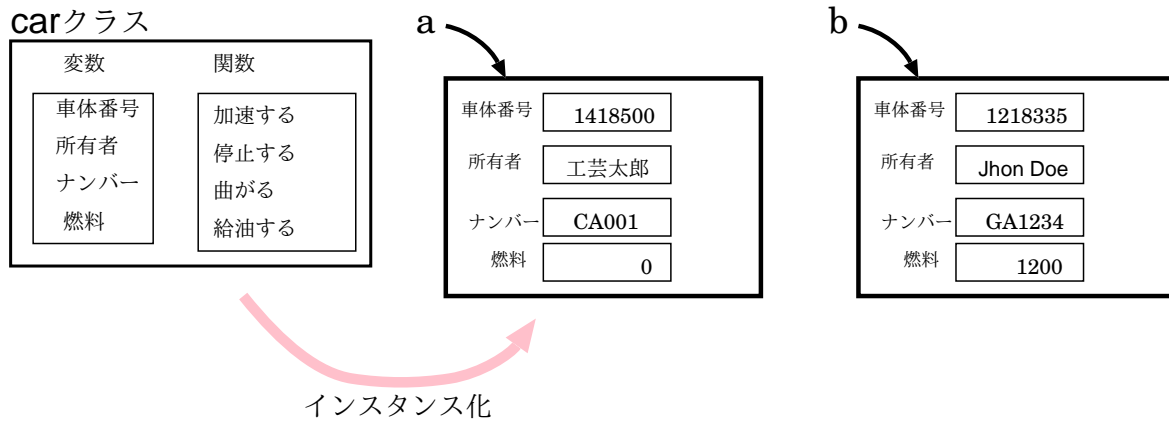 carクラス
変数
関数
車体番号
所有者
ナンバー
燃料
加速する
停止する
曲がる
給油する
a
車体番号 1418500
所有者 工芸太郎
ナンバー CA001
燃料 0
b
車体番号 1218335
所有者 Jhon Doe
ナンバー GA1234
燃料 1200
インスタンス化